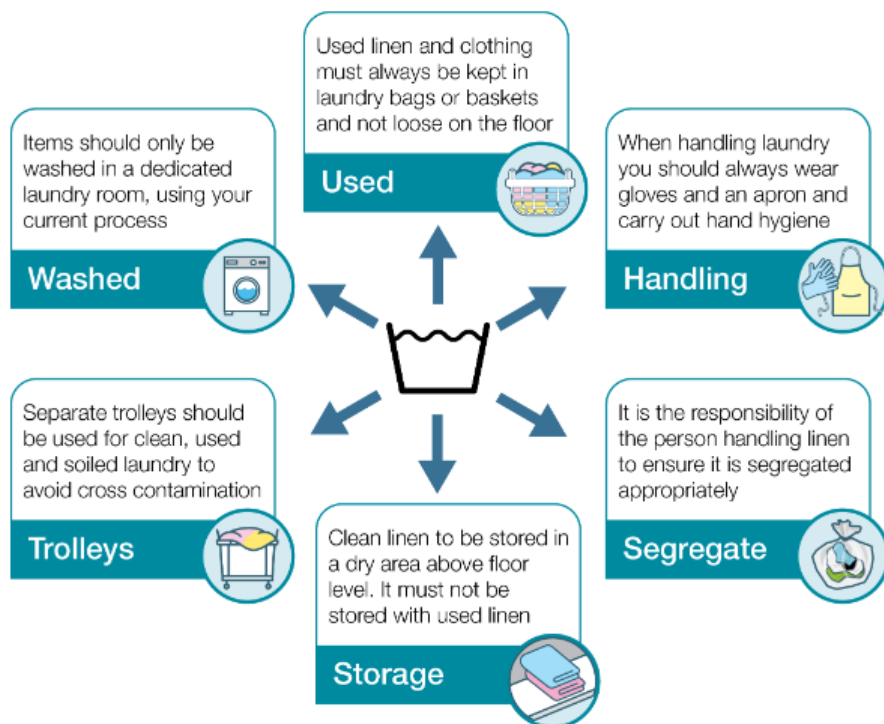 Used linen and clothing
must always be kept in
laundry bags or baskets
and not loose on the floor
Used
Items should only be
washed in a dedicated
laundry room, using your
current process
Washed
When handling laundry
you should always wear
gloves and an apron and
carry out hand hygiene
Handling
Separate trolleys should
be used for clean, used
and soiled laundry to
avoid cross contamination
Trolleys
It is the responsibility of
the person handling linen
to ensure it is segregated
appropriately
Segregate
Clean linen to be stored in
a dry area above floor
level. It must not be
stored with used linen
Storage